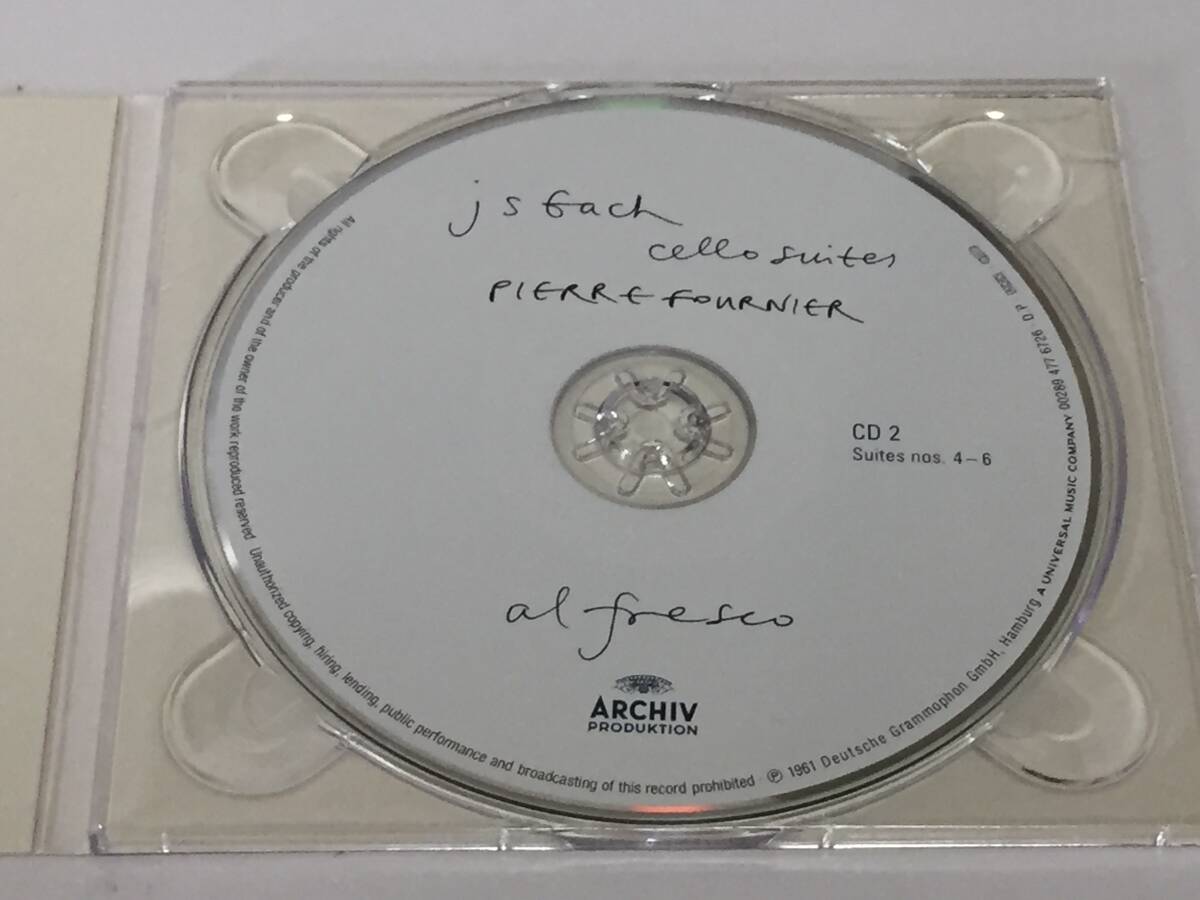 j s bach
cello suites
PIERRE FOURNIER
CD 2
Suites nos. 4–6
al fresco
ARCHIV
PRODUKTION
All rights of the producer and of the owner of the work reproduced reserved Unauthorized copying, hiring, lending, public performance and broadcasting of this record prohibited · ℗ 1961 Deutsche Grammophon GmbH, Hamburg A UNIVERSAL MUSIC COMPANY 00289 477 6726 · D P